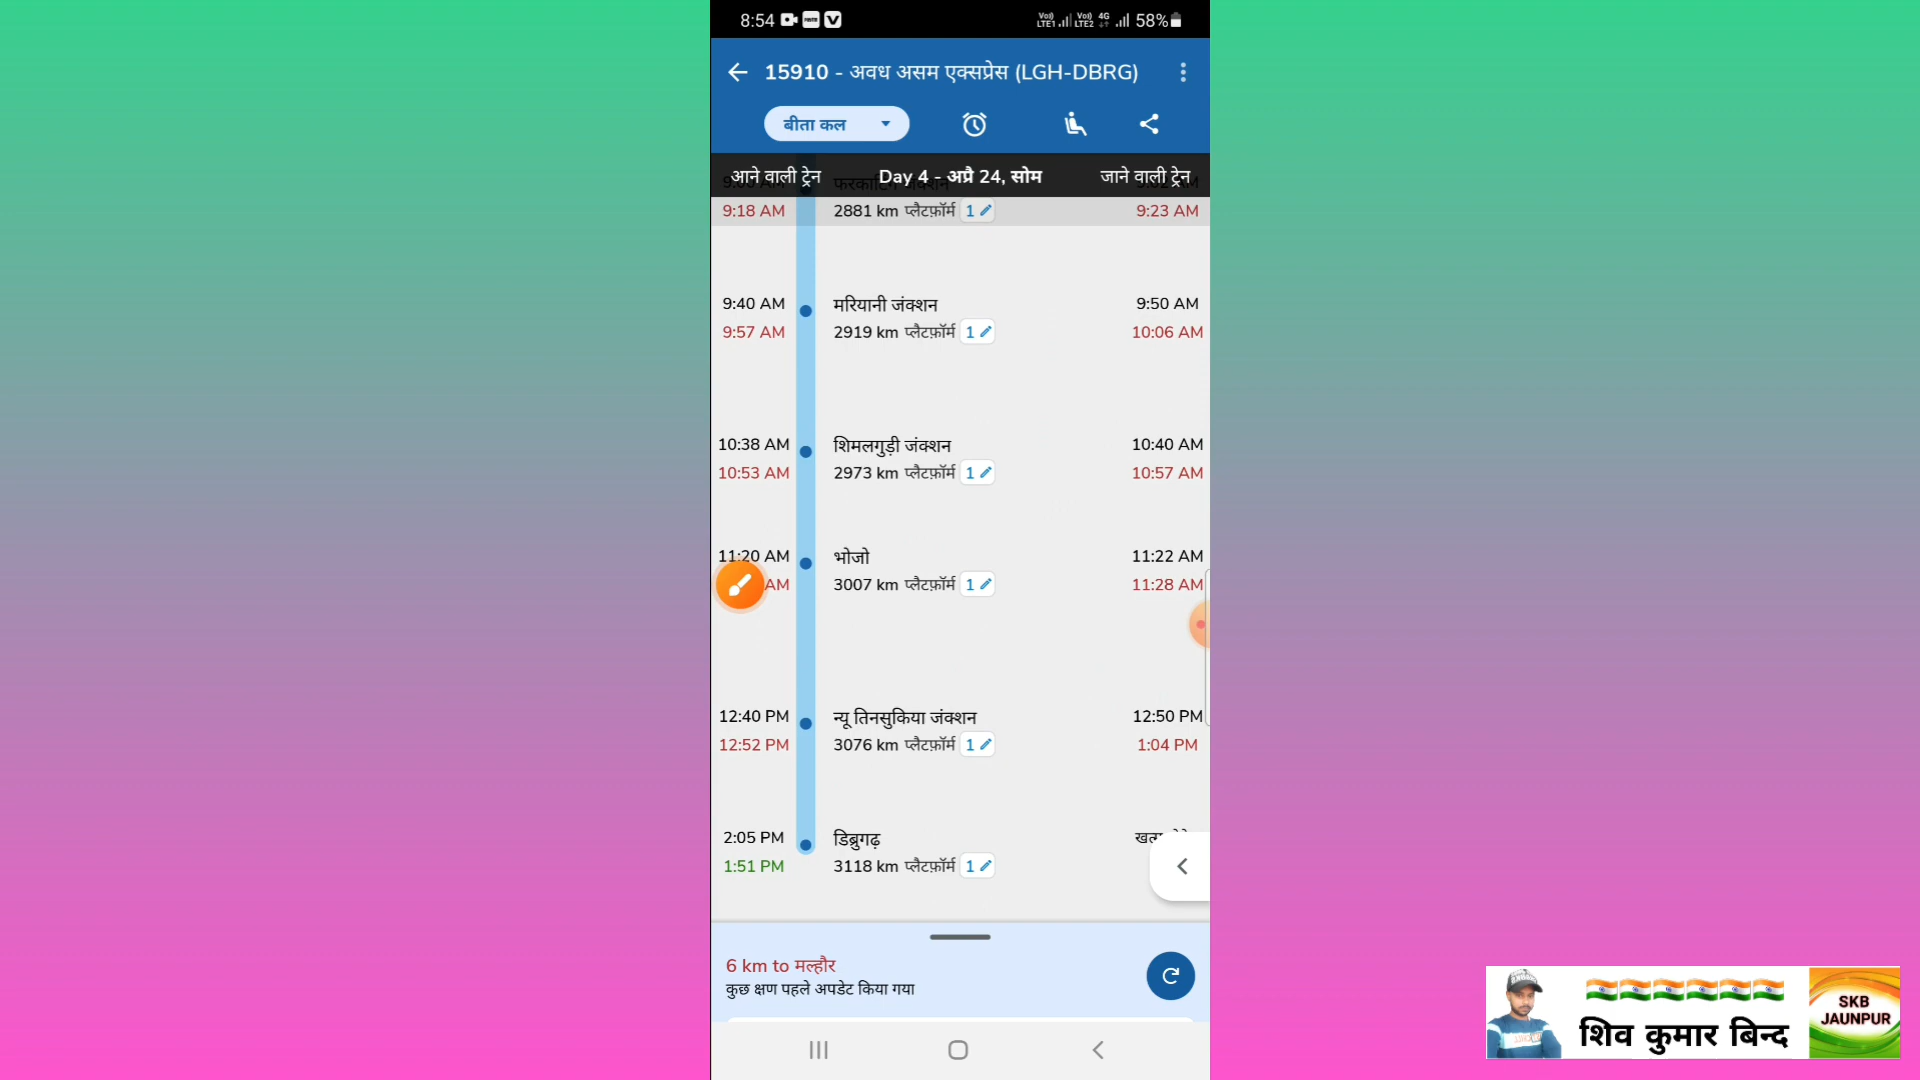 8:54
Vo)) LTE1 Vo)) LTE2 4G 58%
15910 - अवध असम एक्सप्रेस (LGH-DBRG)
बीता कल
आने वाली ट्रेन Day 4 - अप्रै 24, सोम जाने वाली ट्रेन
9:18 AM 2881 km प्लैटफ़ॉर्म 1 9:23 AM
9:40 AM मरियानी जंक्शन 9:50 AM
9:57 AM 2919 km प्लैटफ़ॉर्म 1 10:06 AM
10:38 AM शिमलगुड़ी जंक्शन 10:40 AM
10:53 AM 2973 km प्लैटफ़ॉर्म 1 10:57 AM
11:20 AM भोजो 11:22 AM
AM 3007 km प्लैटफ़ॉर्म 1 11:28 AM
12:40 PM न्यू तिनसुकिया जंक्शन 12:50 PM
12:52 PM 3076 km प्लैटफ़ॉर्म 1 1:04 PM
2:05 PM डिब्रुगढ़
1:51 PM 3118 km प्लैटफ़ॉर्म 1
6 km to मल्हौर
कुछ क्षण पहले अपडेट किया गया
शिव कुमार बिन्द
SKB
JAUNPUR